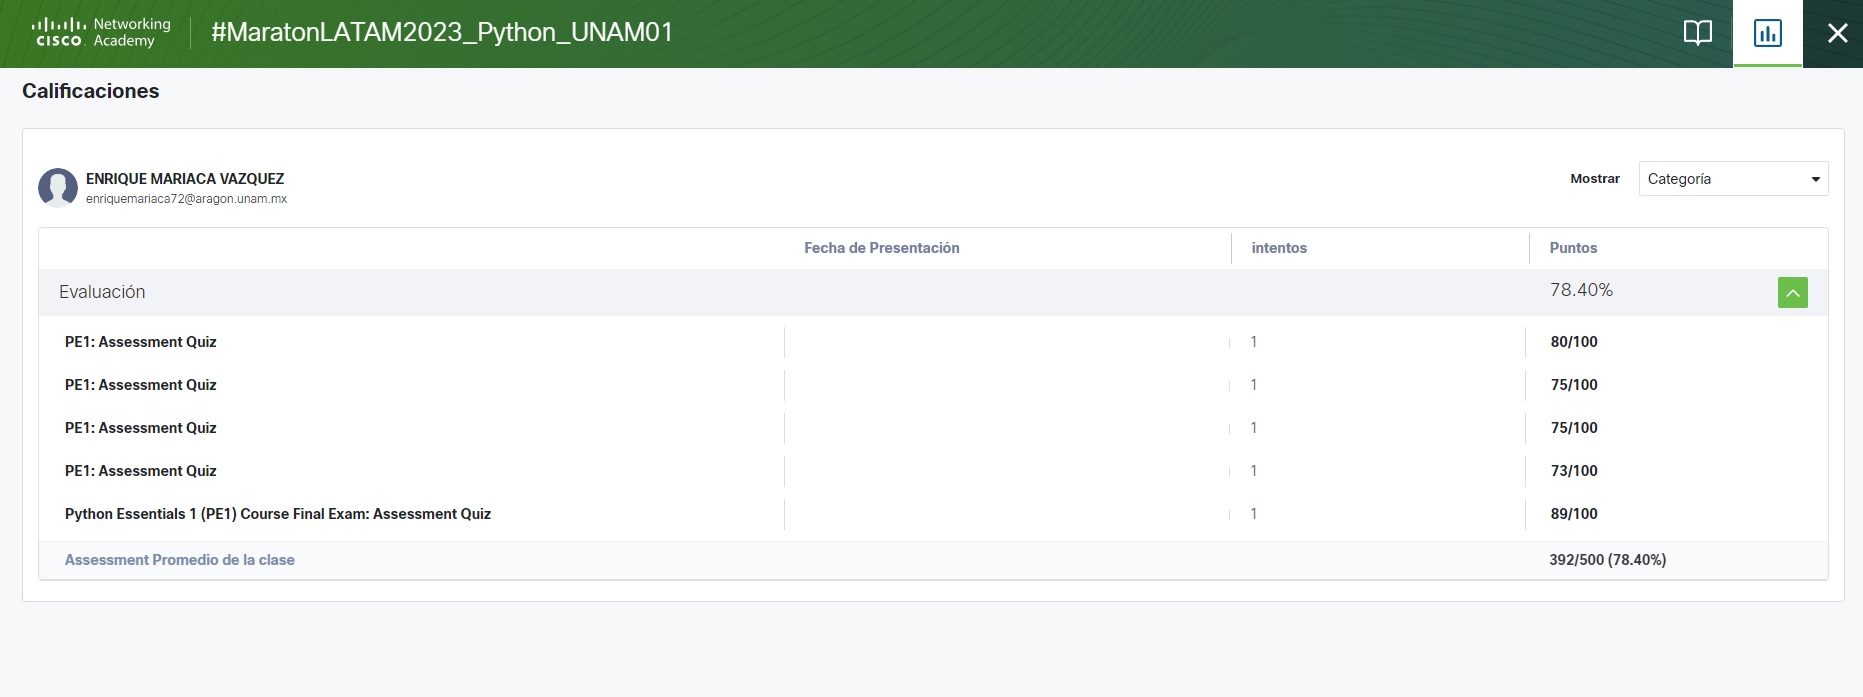 CISCO Networking Academy
#MaratonLATAM2023_Python_UNAM01
Calificaciones
ENRIQUE MARIACA VAZQUEZ
enriquemariaca72@aragon.unam.mx
Mostrar Categoría
Fecha de Presentación intentos Puntos
Evaluación 78.40%
PE1: Assessment Quiz 1 80/100
PE1: Assessment Quiz 1 75/100
PE1: Assessment Quiz 1 75/100
PE1: Assessment Quiz 1 73/100
Python Essentials 1 (PE1) Course Final Exam: Assessment Quiz 1 89/100
Assessment Promedio de la clase 392/500 (78.40%)